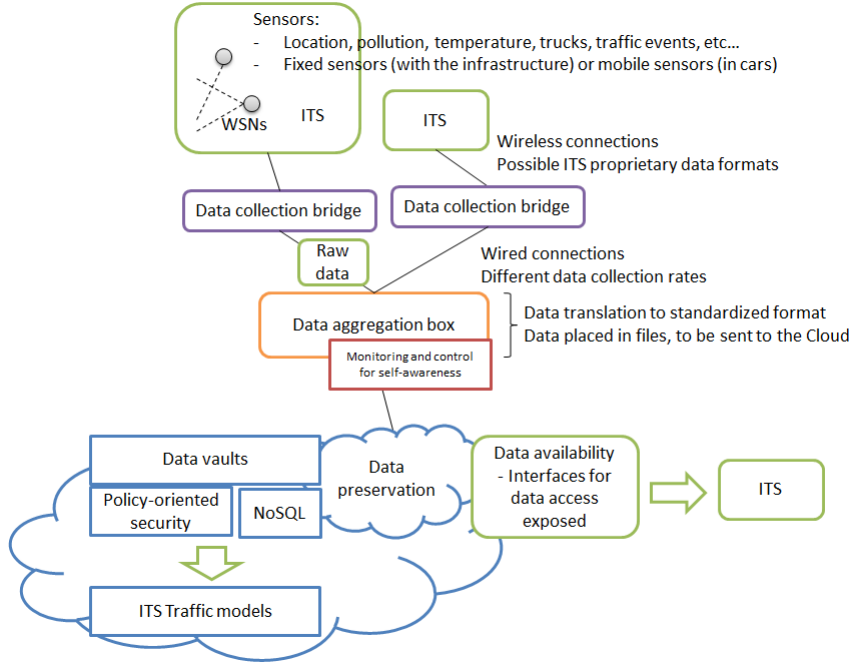 Sensors:
- Location, pollution, temperature, trucks, traffic events, etc…
- Fixed sensors (with the infrastructure) or mobile sensors (in cars)
WSNs
ITS
ITS
Wireless connections
Possible ITS proprietary data formats
Data collection bridge
Data collection bridge
Raw
data
Wired connections
Different data collection rates
Data aggregation box
Data translation to standardized format
Data placed in files, to be sent to the Cloud
Monitoring and control
for self-awareness
Data vaults
Policy-oriented
security
NoSQL
Data
preservation
Data availability
- Interfaces for
data access
exposed
ITS
ITS Traffic models